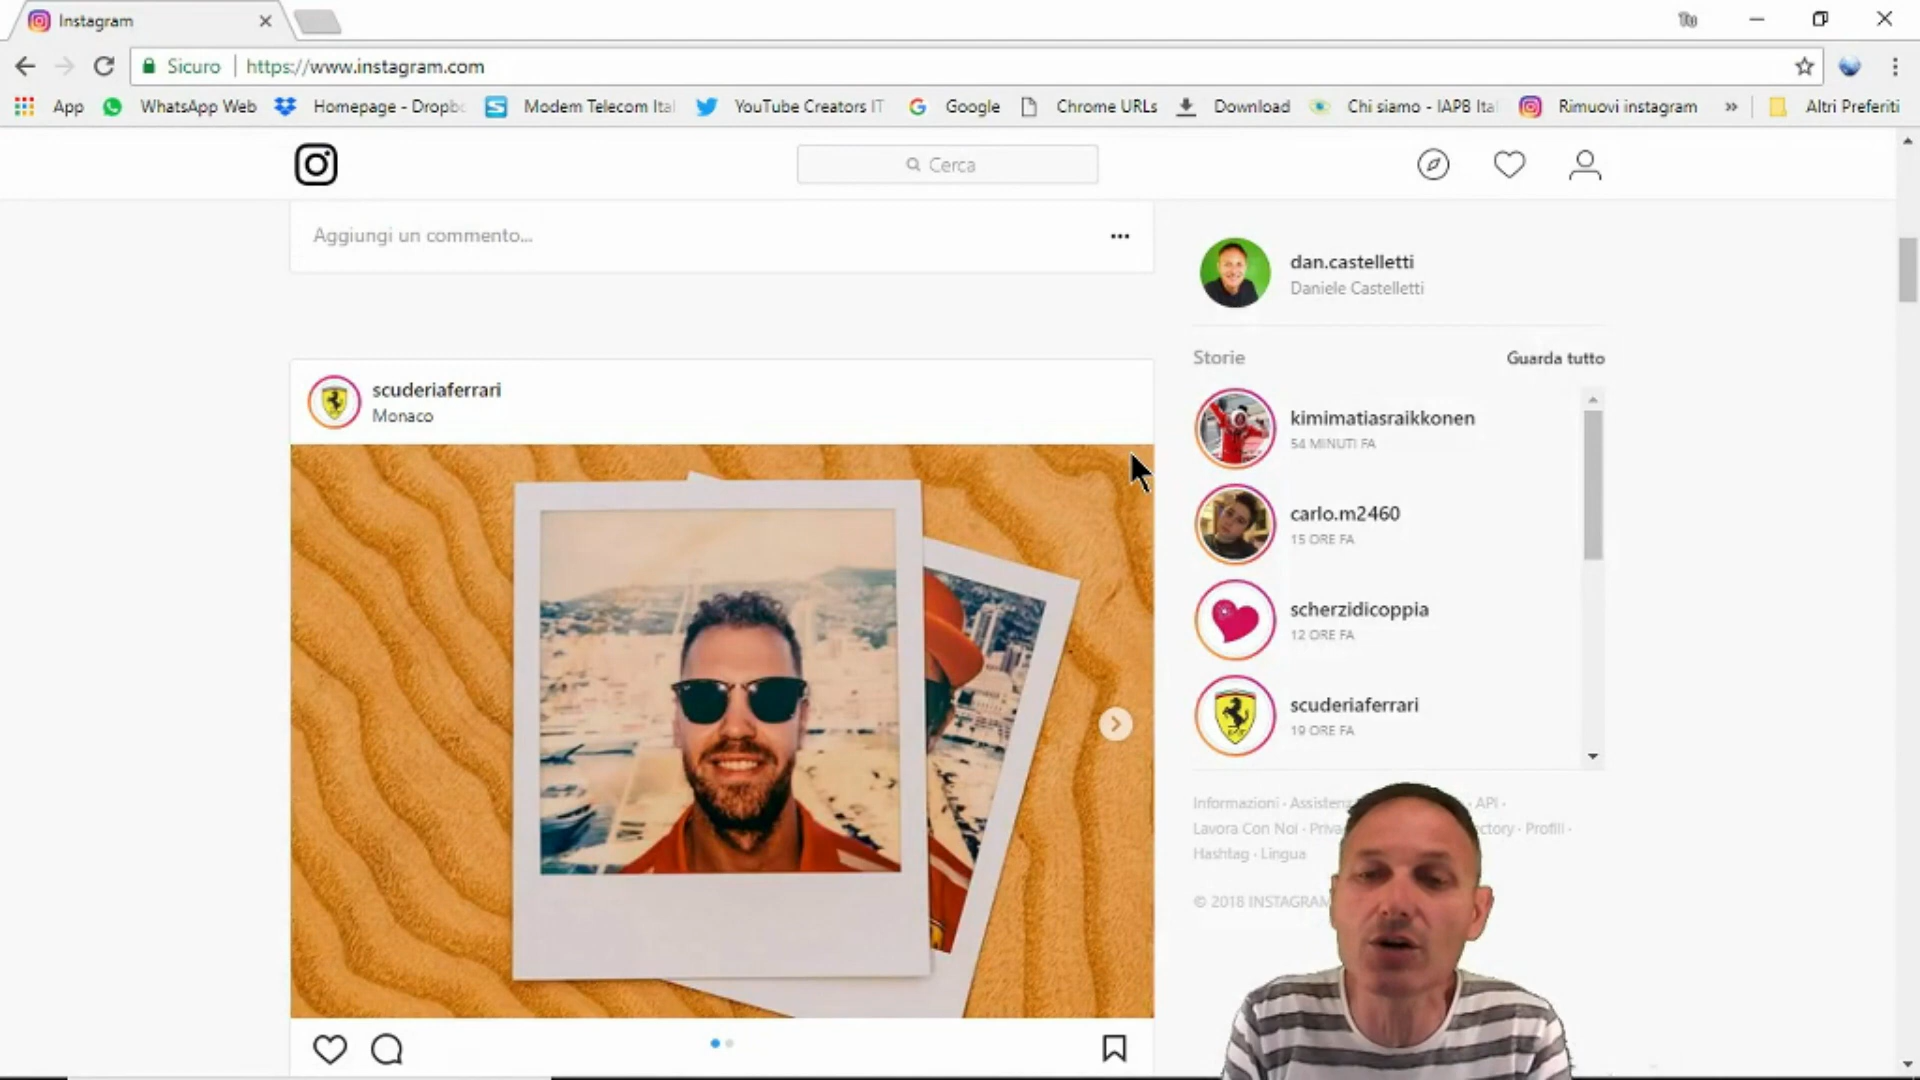 Instagram
Sicuro
https://www.instagram.com
App
WhatsApp Web
Homepage - Dropb
Modem Telecom Ita
YouTube Creators IT
Google
Chrome URLs
Download
Chi siamo - IAPB Ita
Rimuovi instagram
»
Altri Preferiti
Cerca
Aggiungi un commento...
dan.castelletti
Daniele Castelletti
Storie
Guarda tutto
scuderiaferrari
Monaco
kimimatiasraikkonen
54 MINUTI FA
carlo.m2460
15 ORE FA
scherzidicoppia
12 ORE FA
scuderiaferrari
19 ORE FA
Informazioni · Assisten · API ·
Lavora Con Noi · Priva ctory · Profili ·
Hashtag · Lingua
© 2018 INSTAGRAM